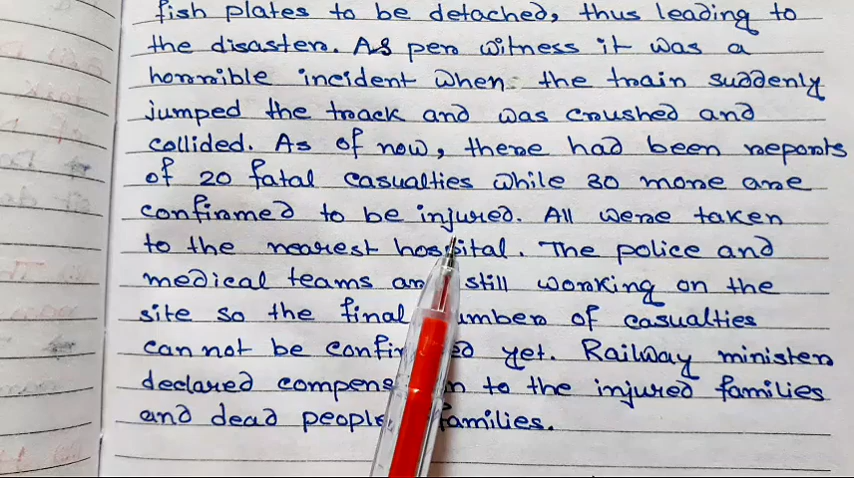 fish plates to be detached, thus leading to
the disaster. As per witness it was a
horrible incident when the train suddenly
jumped the track and was crushed and
collided. As of now, there had been reports
of 20 fatal casualties while 30 more are
confirmed to be injured. All were taken
to the nearest hospital. The police and
medical teams are still working on the
site so the final number of casualties
can not be confirmed yet. Railway minister
declared compensation to the injured families
and dead people families.